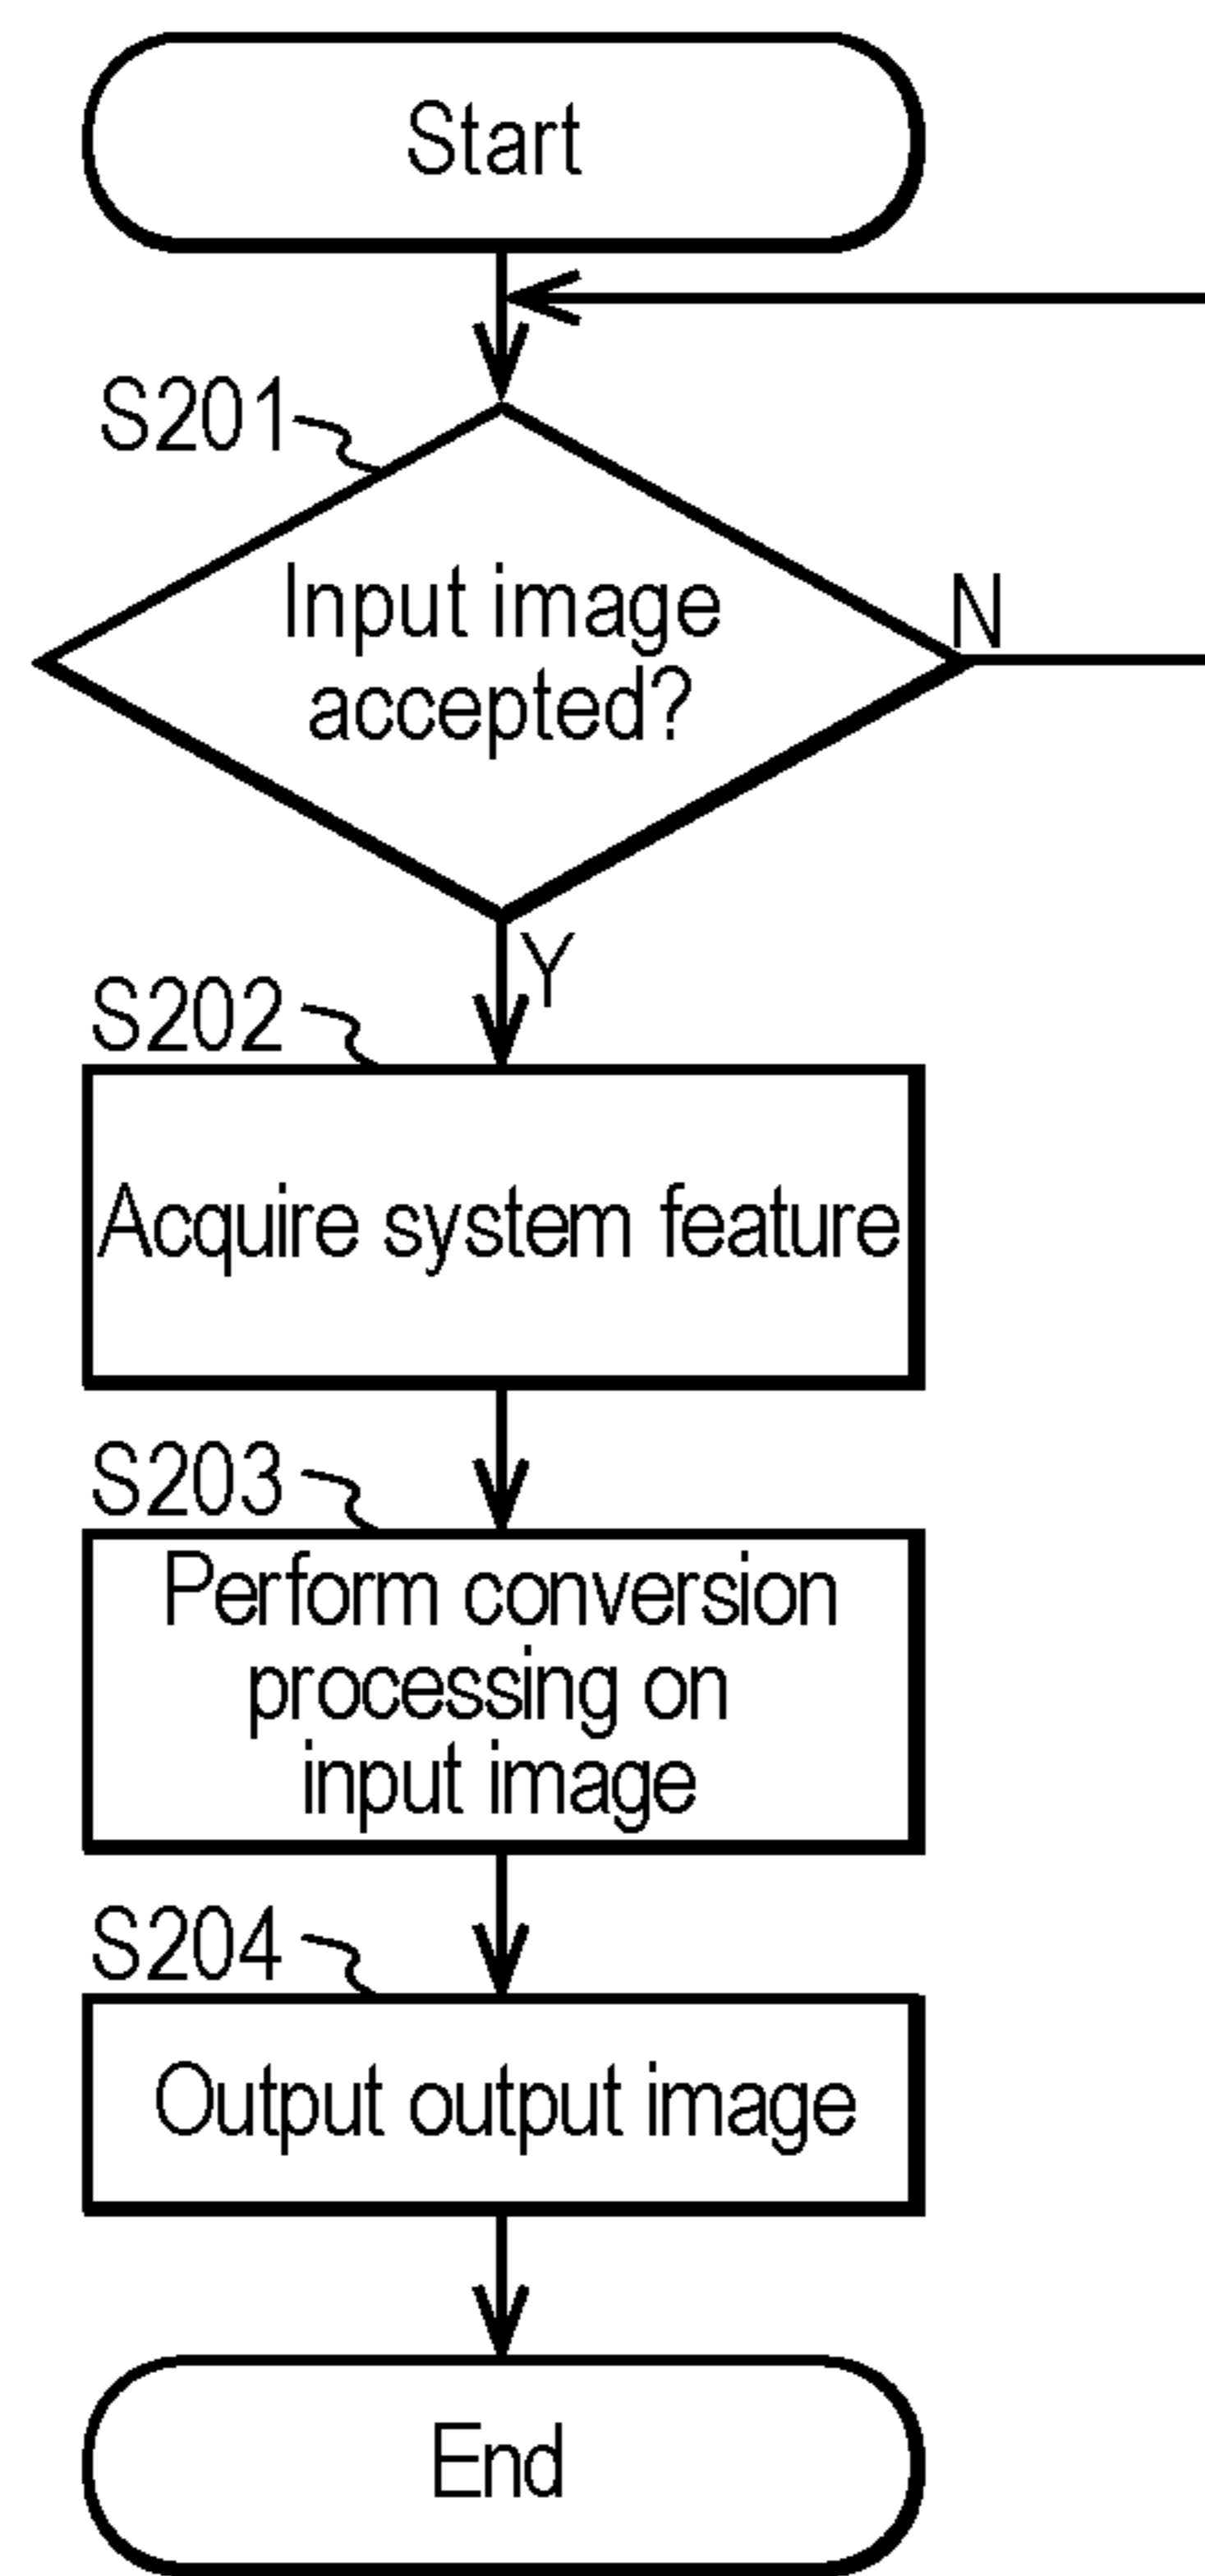 Start
S201
Input image
accepted?
N
Y
S202
Acquire system feature
S203
Perform conversion
processing on
input image
S204
Output output image
End